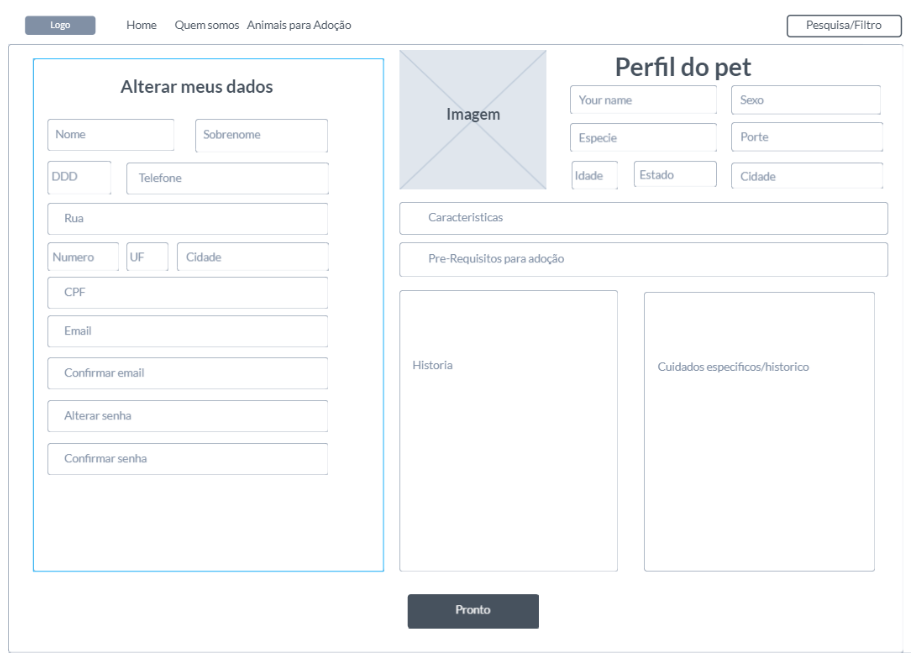 Logo
Home Quem somos Animais para Adoção
Pesquisa/Filtro
Alterar meus dados
Nome
Sobrenome
DDD
Telefone
Rua
Numero
UF
Cidade
CPF
Email
Confirmar email
Alterar senha
Confirmar senha
Imagem
Perfil do pet
Your name
Sexo
Especie
Porte
Idade
Estado
Cidade
Caracteristicas
Pre-Requisitos para adoção
Historia
Cuidados especificos/historico
Pronto